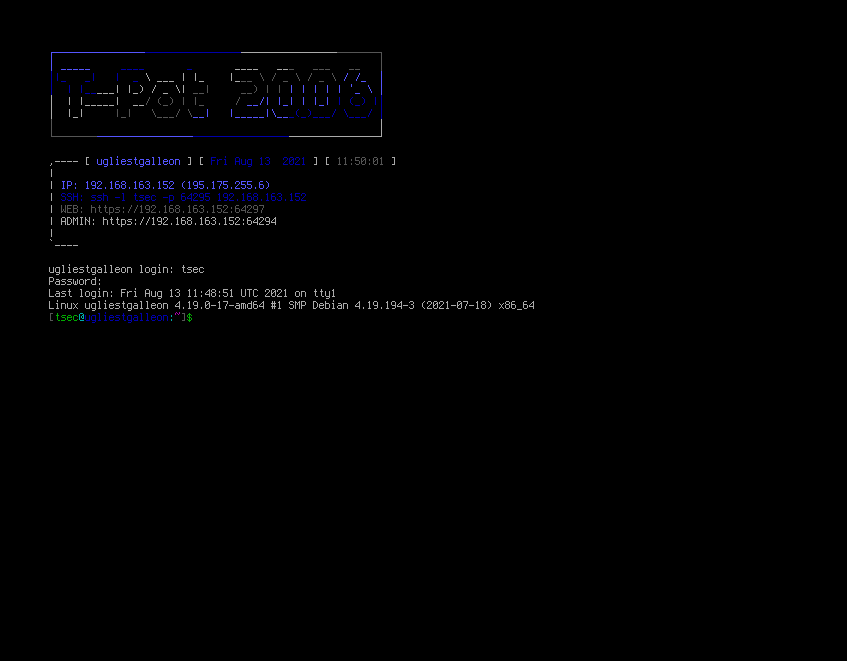 T-Pot 20.06
,---- [ ugliestgalleon ] [ Fri Aug 13 2021 ] [ 11:50:01 ]
|
| IP: 192.168.163.152 (195.175.255.6)
| SSH: ssh -l tsec -p 64295 192.168.163.152
| WEB: https://192.168.163.152:64297
| ADMIN: https://192.168.163.152:64294
|
`----
ugliestgalleon login: tsec
Password:
Last login: Fri Aug 13 11:48:51 UTC 2021 on tty1
Linux ugliestgalleon 4.19.0-17-amd64 #1 SMP Debian 4.19.194-3 (2021-07-18) x86_64
[tsec@ugliestgalleon:~]$